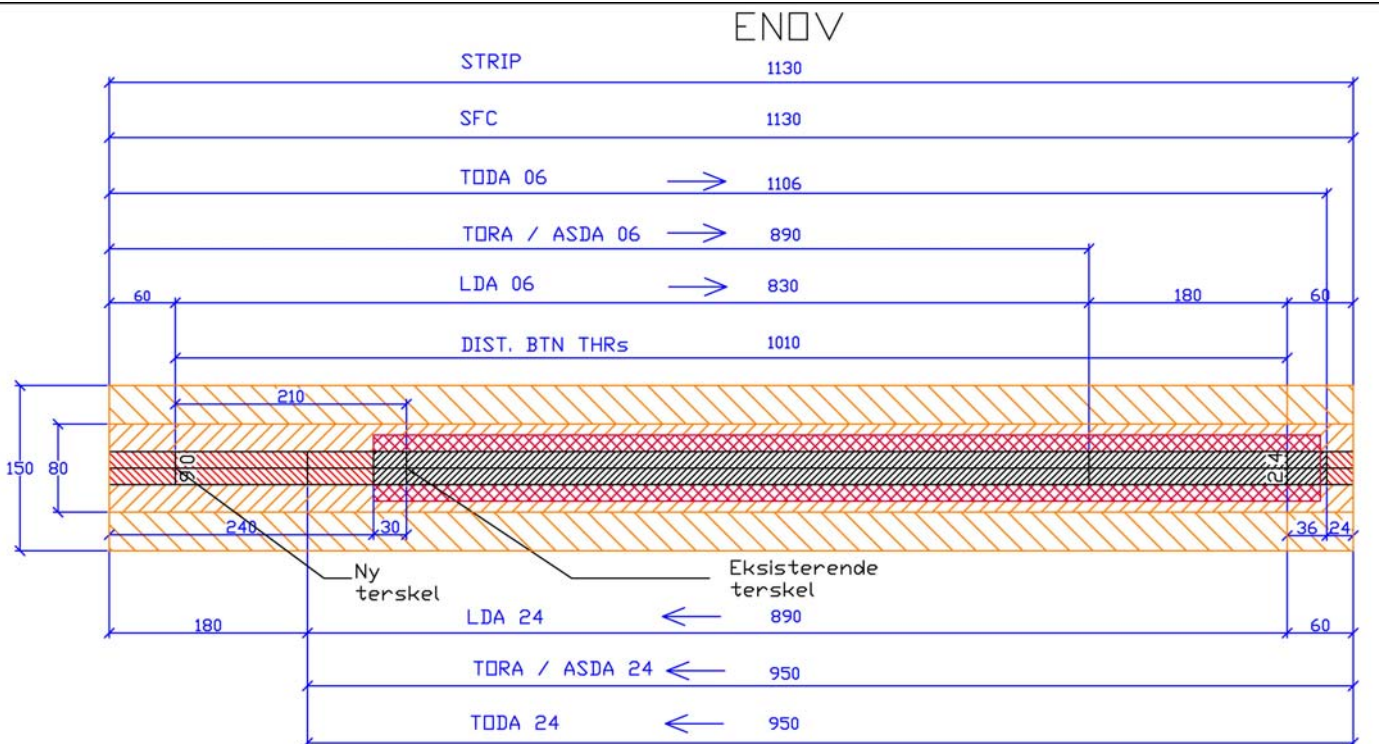 ENOV
STRIP 1130
SFC 1130
TODA 06 1106
TORA / ASDA 06 890
LDA 06 830
60 180 60
DIST. BTN THRs 1010
210
06
24
150 80
240 30 36 24
Ny
terskel
Eksisterende
terskel
LDA 24 890
180 60
TORA / ASDA 24 950
TODA 24 950